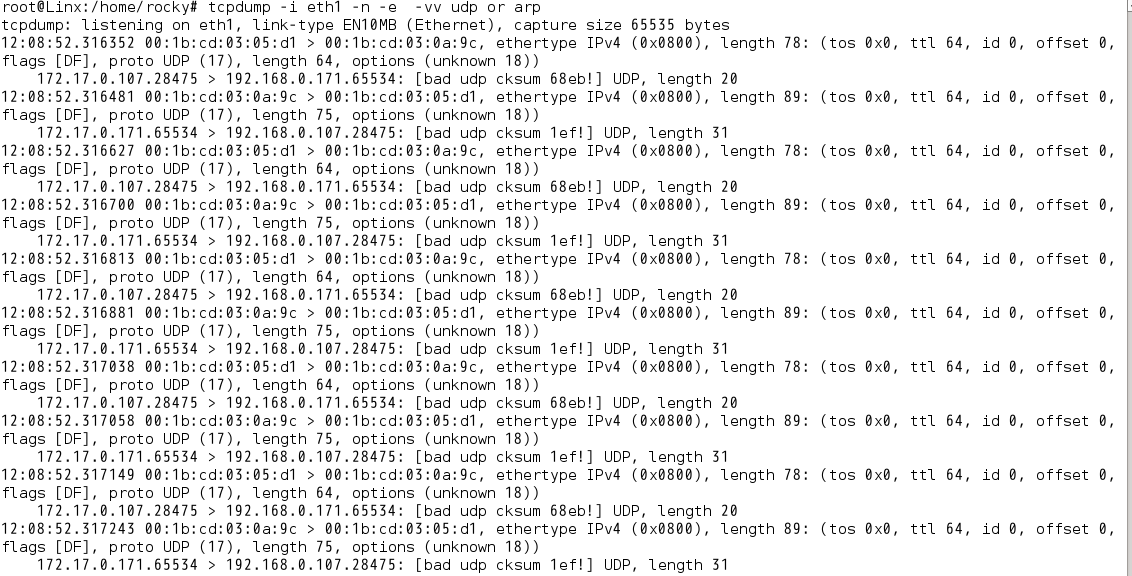 root@Linx:/home/rocky# tcpdump -i eth1 -n -e  -vv udp or arp
tcpdump: listening on eth1, link-type EN10MB (Ethernet), capture size 65535 bytes
12:08:52.316352 00:1b:cd:03:05:d1 > 00:1b:cd:03:0a:9c, ethertype IPv4 (0x0800), length 78: (tos 0x0, ttl 64, id 0, offset 0,
flags [DF], proto UDP (17), length 64, options (unknown 18))
    172.17.0.107.28475 > 192.168.0.171.65534: [bad udp cksum 68eb!] UDP, length 20
12:08:52.316481 00:1b:cd:03:0a:9c > 00:1b:cd:03:05:d1, ethertype IPv4 (0x0800), length 89: (tos 0x0, ttl 64, id 0, offset 0,
flags [DF], proto UDP (17), length 75, options (unknown 18))
    172.17.0.171.65534 > 192.168.0.107.28475: [bad udp cksum 1ef!] UDP, length 31
12:08:52.316627 00:1b:cd:03:05:d1 > 00:1b:cd:03:0a:9c, ethertype IPv4 (0x0800), length 78: (tos 0x0, ttl 64, id 0, offset 0,
flags [DF], proto UDP (17), length 64, options (unknown 18))
    172.17.0.107.28475 > 192.168.0.171.65534: [bad udp cksum 68eb!] UDP, length 20
12:08:52.316700 00:1b:cd:03:0a:9c > 00:1b:cd:03:05:d1, ethertype IPv4 (0x0800), length 89: (tos 0x0, ttl 64, id 0, offset 0,
flags [DF], proto UDP (17), length 75, options (unknown 18))
    172.17.0.171.65534 > 192.168.0.107.28475: [bad udp cksum 1ef!] UDP, length 31
12:08:52.316813 00:1b:cd:03:05:d1 > 00:1b:cd:03:0a:9c, ethertype IPv4 (0x0800), length 78: (tos 0x0, ttl 64, id 0, offset 0,
flags [DF], proto UDP (17), length 64, options (unknown 18))
    172.17.0.107.28475 > 192.168.0.171.65534: [bad udp cksum 68eb!] UDP, length 20
12:08:52.316881 00:1b:cd:03:0a:9c > 00:1b:cd:03:05:d1, ethertype IPv4 (0x0800), length 89: (tos 0x0, ttl 64, id 0, offset 0,
flags [DF], proto UDP (17), length 75, options (unknown 18))
    172.17.0.171.65534 > 192.168.0.107.28475: [bad udp cksum 1ef!] UDP, length 31
12:08:52.317038 00:1b:cd:03:05:d1 > 00:1b:cd:03:0a:9c, ethertype IPv4 (0x0800), length 78: (tos 0x0, ttl 64, id 0, offset 0,
flags [DF], proto UDP (17), length 64, options (unknown 18))
    172.17.0.107.28475 > 192.168.0.171.65534: [bad udp cksum 68eb!] UDP, length 20
12:08:52.317058 00:1b:cd:03:0a:9c > 00:1b:cd:03:05:d1, ethertype IPv4 (0x0800), length 89: (tos 0x0, ttl 64, id 0, offset 0,
flags [DF], proto UDP (17), length 75, options (unknown 18))
    172.17.0.171.65534 > 192.168.0.107.28475: [bad udp cksum 1ef!] UDP, length 31
12:08:52.317149 00:1b:cd:03:05:d1 > 00:1b:cd:03:0a:9c, ethertype IPv4 (0x0800), length 78: (tos 0x0, ttl 64, id 0, offset 0,
flags [DF], proto UDP (17), length 64, options (unknown 18))
    172.17.0.107.28475 > 192.168.0.171.65534: [bad udp cksum 68eb!] UDP, length 20
12:08:52.317243 00:1b:cd:03:0a:9c > 00:1b:cd:03:05:d1, ethertype IPv4 (0x0800), length 89: (tos 0x0, ttl 64, id 0, offset 0,
flags [DF], proto UDP (17), length 75, options (unknown 18))
    172.17.0.171.65534 > 192.168.0.107.28475: [bad udp cksum 1ef!] UDP, length 31